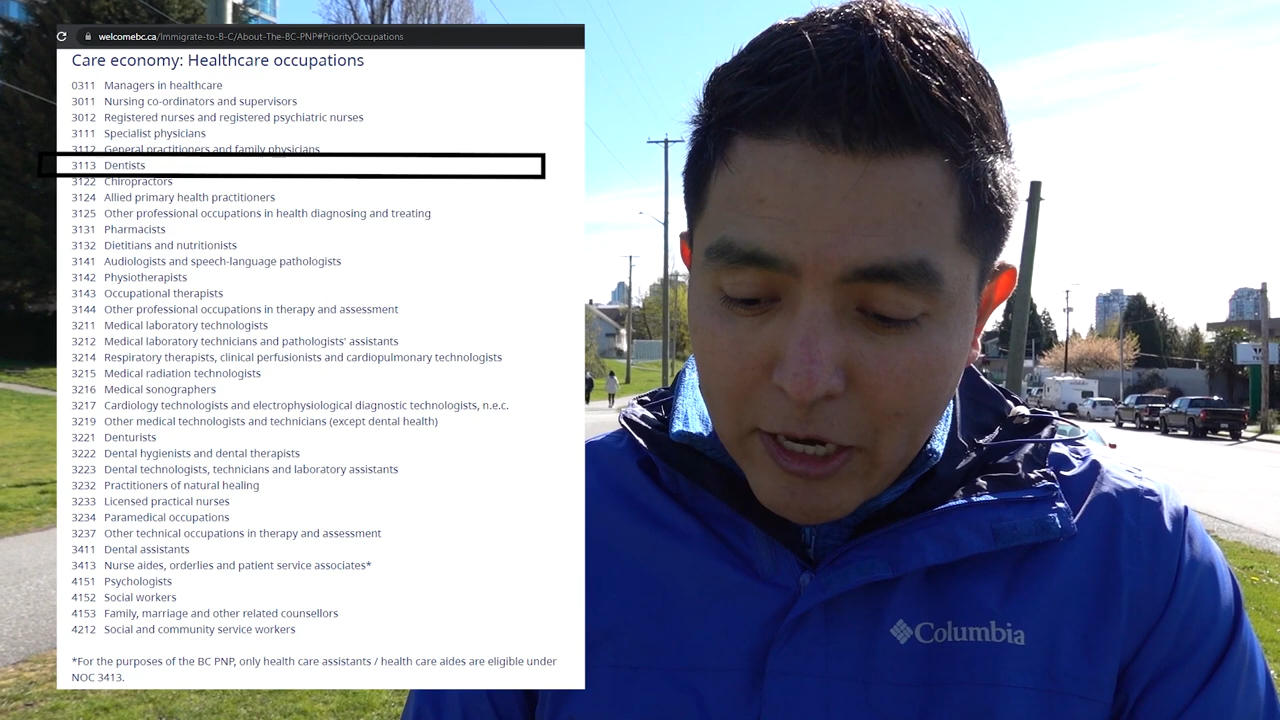 welcomebc.ca/Immigrate-to-B-C/About-The-BC-PNP#PriorityOccupations
Care economy: Healthcare occupations
0311 Managers in healthcare
3011 Nursing co-ordinators and supervisors
3012 Registered nurses and registered psychiatric nurses
3111 Specialist physicians
3112 General practitioners and family physicians
3113 Dentists
3122 Chiropractors
3124 Allied primary health practitioners
3125 Other professional occupations in health diagnosing and treating
3131 Pharmacists
3132 Dietitians and nutritionists
3141 Audiologists and speech-language pathologists
3142 Physiotherapists
3143 Occupational therapists
3144 Other professional occupations in therapy and assessment
3211 Medical laboratory technologists
3212 Medical laboratory technicians and pathologists' assistants
3214 Respiratory therapists, clinical perfusionists and cardiopulmonary technologists
3215 Medical radiation technologists
3216 Medical sonographers
3217 Cardiology technologists and electrophysiological diagnostic technologists, n.e.c.
3219 Other medical technologists and technicians (except dental health)
3221 Denturists
3222 Dental hygienists and dental therapists
3223 Dental technologists, technicians and laboratory assistants
3232 Practitioners of natural healing
3233 Licensed practical nurses
3234 Paramedical occupations
3237 Other technical occupations in therapy and assessment
3411 Dental assistants
3413 Nurse aides, orderlies and patient service associates*
4151 Psychologists
4152 Social workers
4153 Family, marriage and other related counsellors
4212 Social and community service workers
*For the purposes of the BC PNP, only health care assistants / health care aides are eligible under
NOC 3413.
Columbia